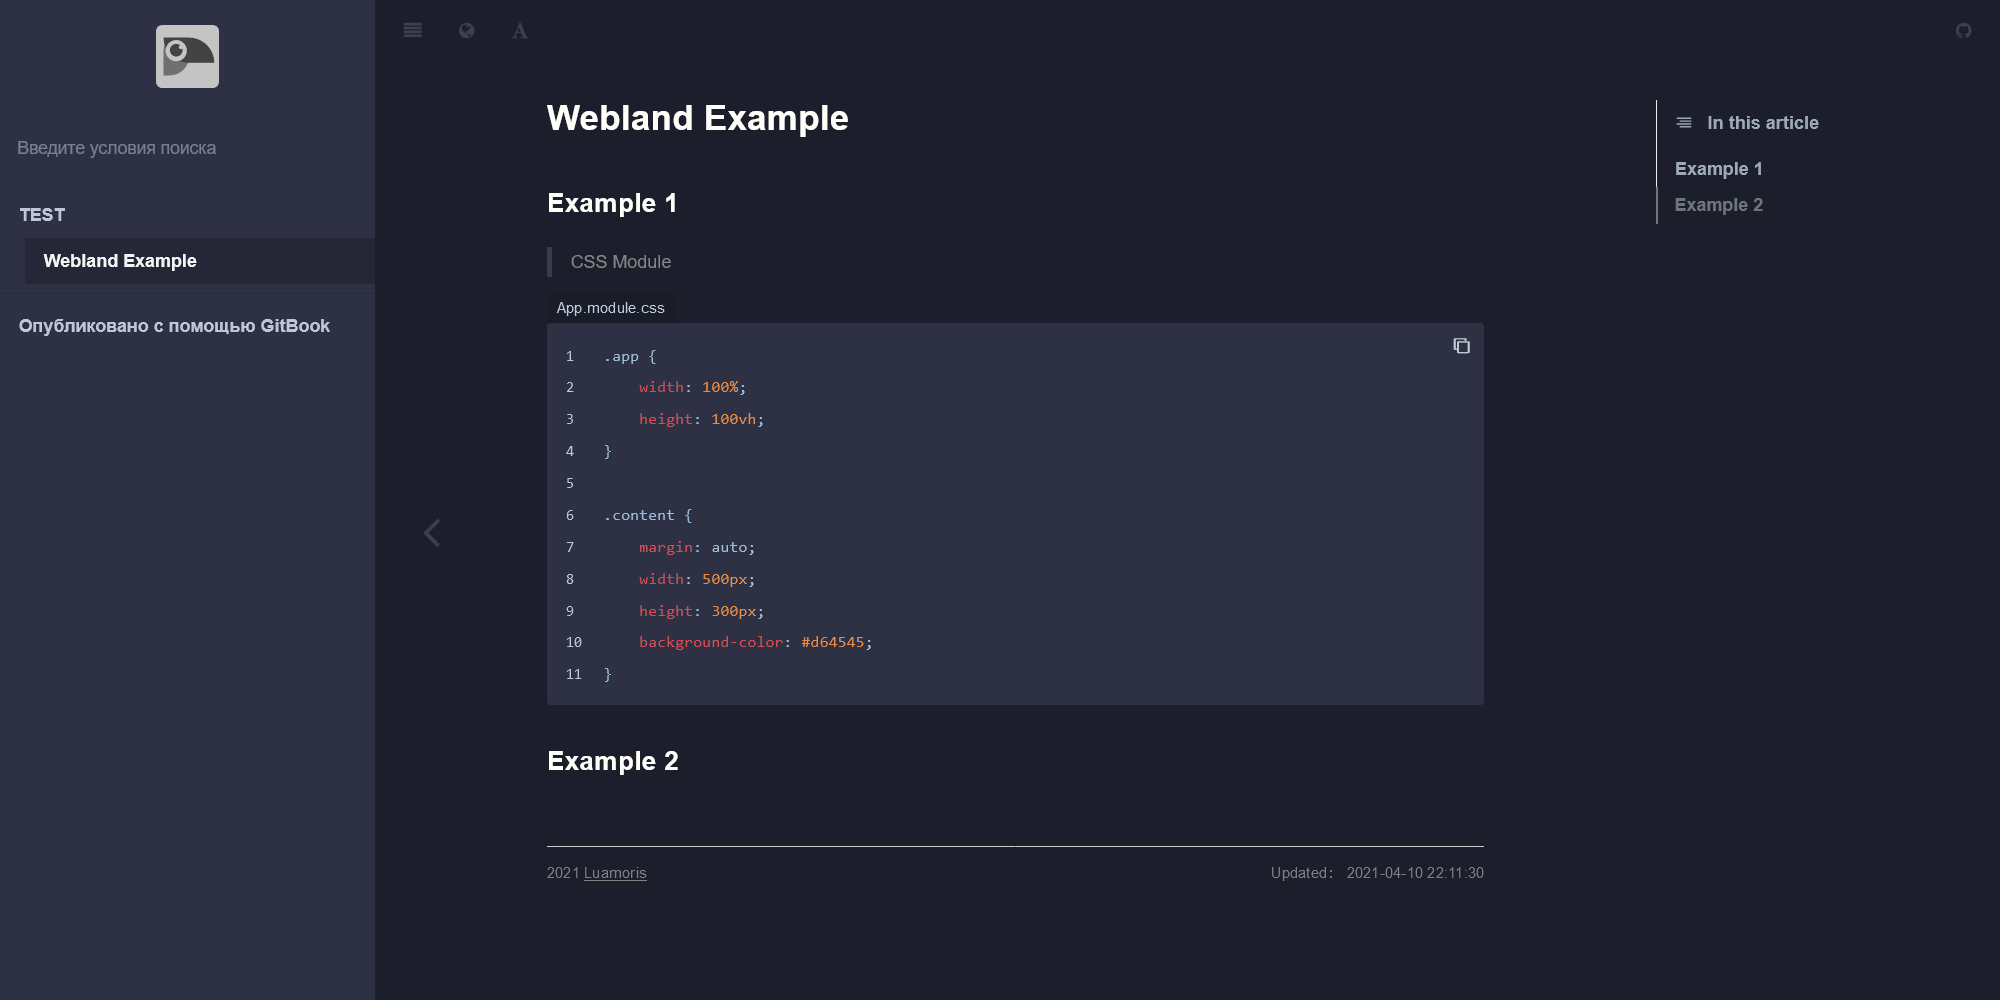 Введите условия поиска
TEST
Webland Example
Опубликовано с помощью GitBook
Webland Example
Example 1
CSS Module
App.module.css
1 .app {
2     width: 100%;
3     height: 100vh;
4 }
5
6 .content {
7     margin: auto;
8     width: 500px;
9     height: 300px;
10     background-color: #d64545;
11 }
Example 2
2021 Luamoris
Updated: 2021-04-10 22:11:30
In this article
Example 1
Example 2